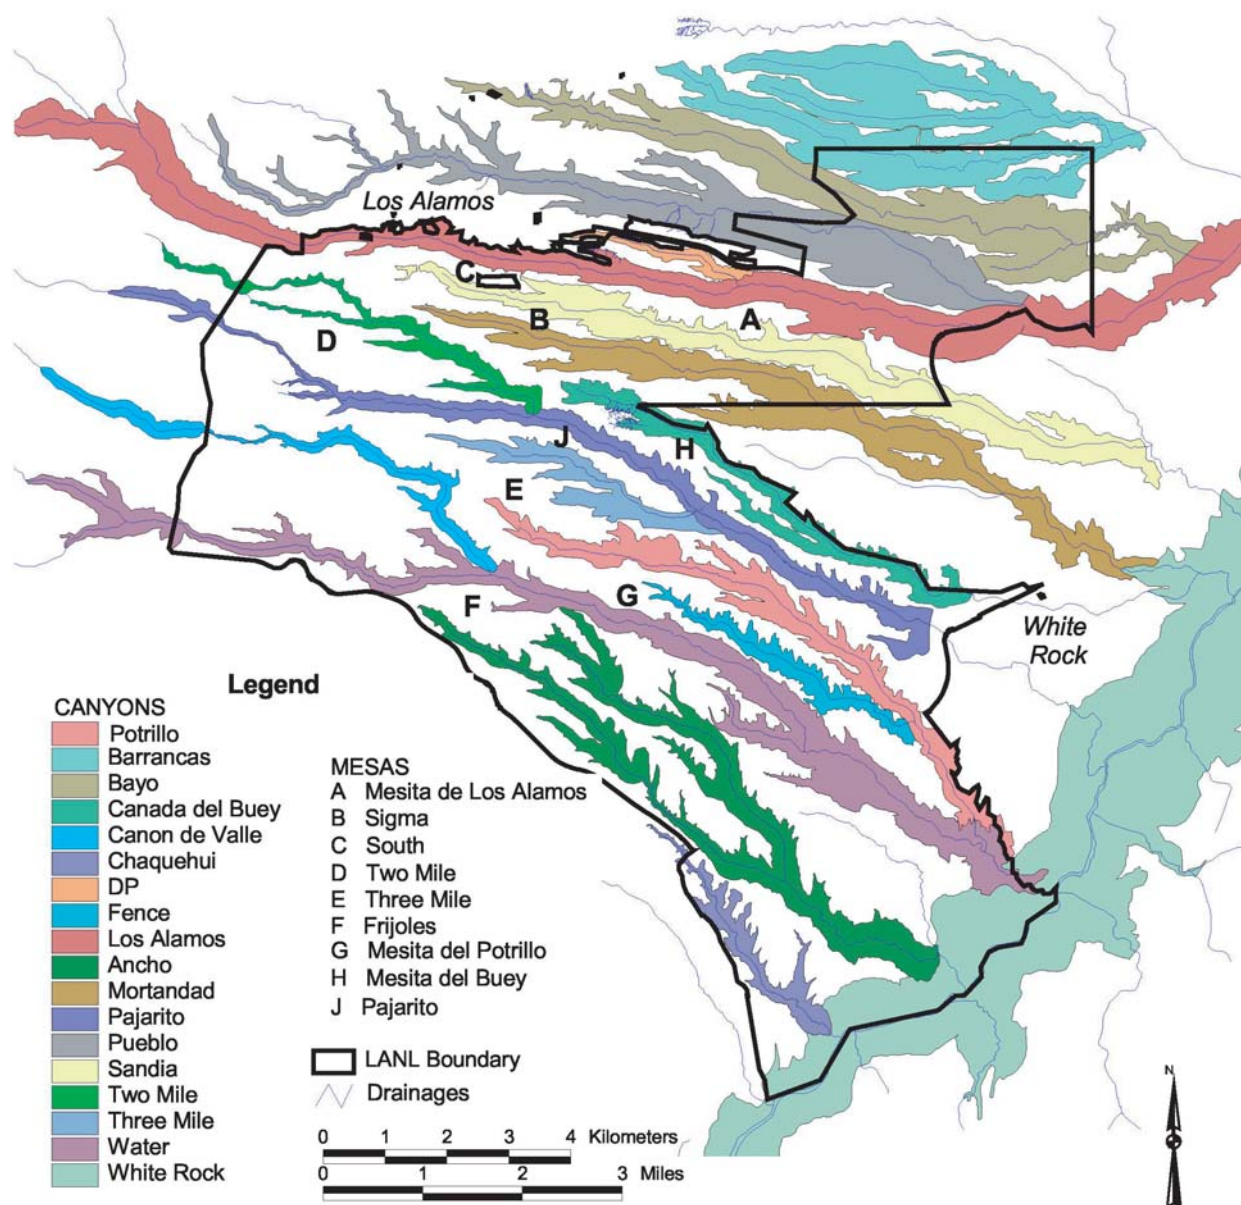 Los Alamos
C
B
A
D
J
H
E
G
F
White
Rock
Legend
CANYONS
Potrillo
Barrancas
Bayo
Canada del Buey
Canon de Valle
Chaquehui
DP
Fence
Los Alamos
Ancho
Mortandad
Pajarito
Pueblo
Sandia
Two Mile
Three Mile
Water
White Rock
MESAS
A Mesita de Los Alamos
B Sigma
C South
D Two Mile
E Three Mile
F Frijoles
G Mesita del Potrillo
H Mesita del Buey
J Pajarito
LANL Boundary
Drainages
0 1 2 3 4 Kilometers
0 1 2 3 Miles
N